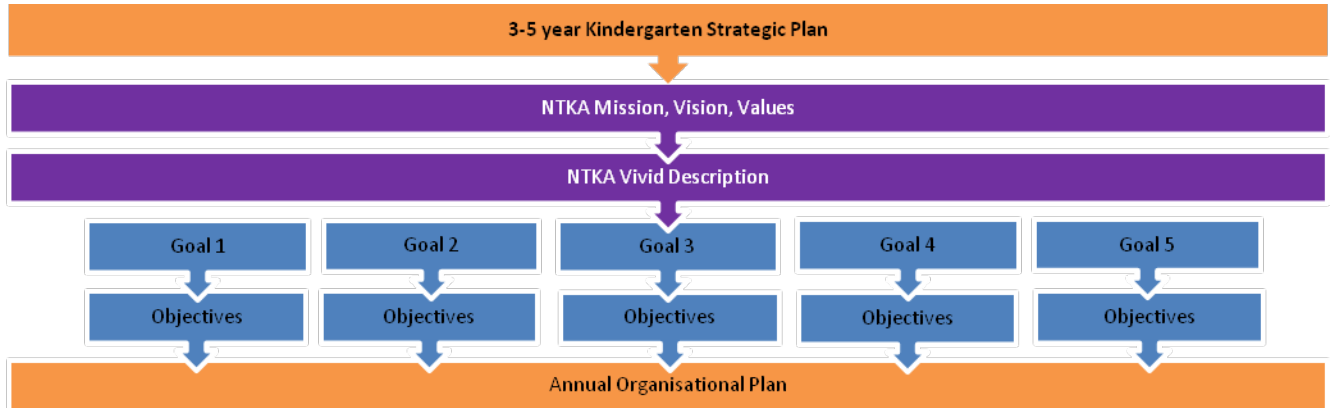 3-5 year Kindergarten Strategic Plan
NTKA Mission, Vision, Values
NTKA Vivid Description
Goal 1
Goal 2
Goal 3
Goal 4
Goal 5
Objectives
Objectives
Objectives
Objectives
Objectives
Annual Organisational Plan